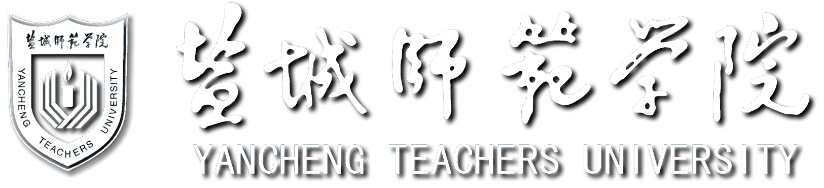 盐城师范学院
YANCHENG TEACHERS UNIVERSITY
盐城师范学院
YANCHENG TEACHERS UNIVERSITY